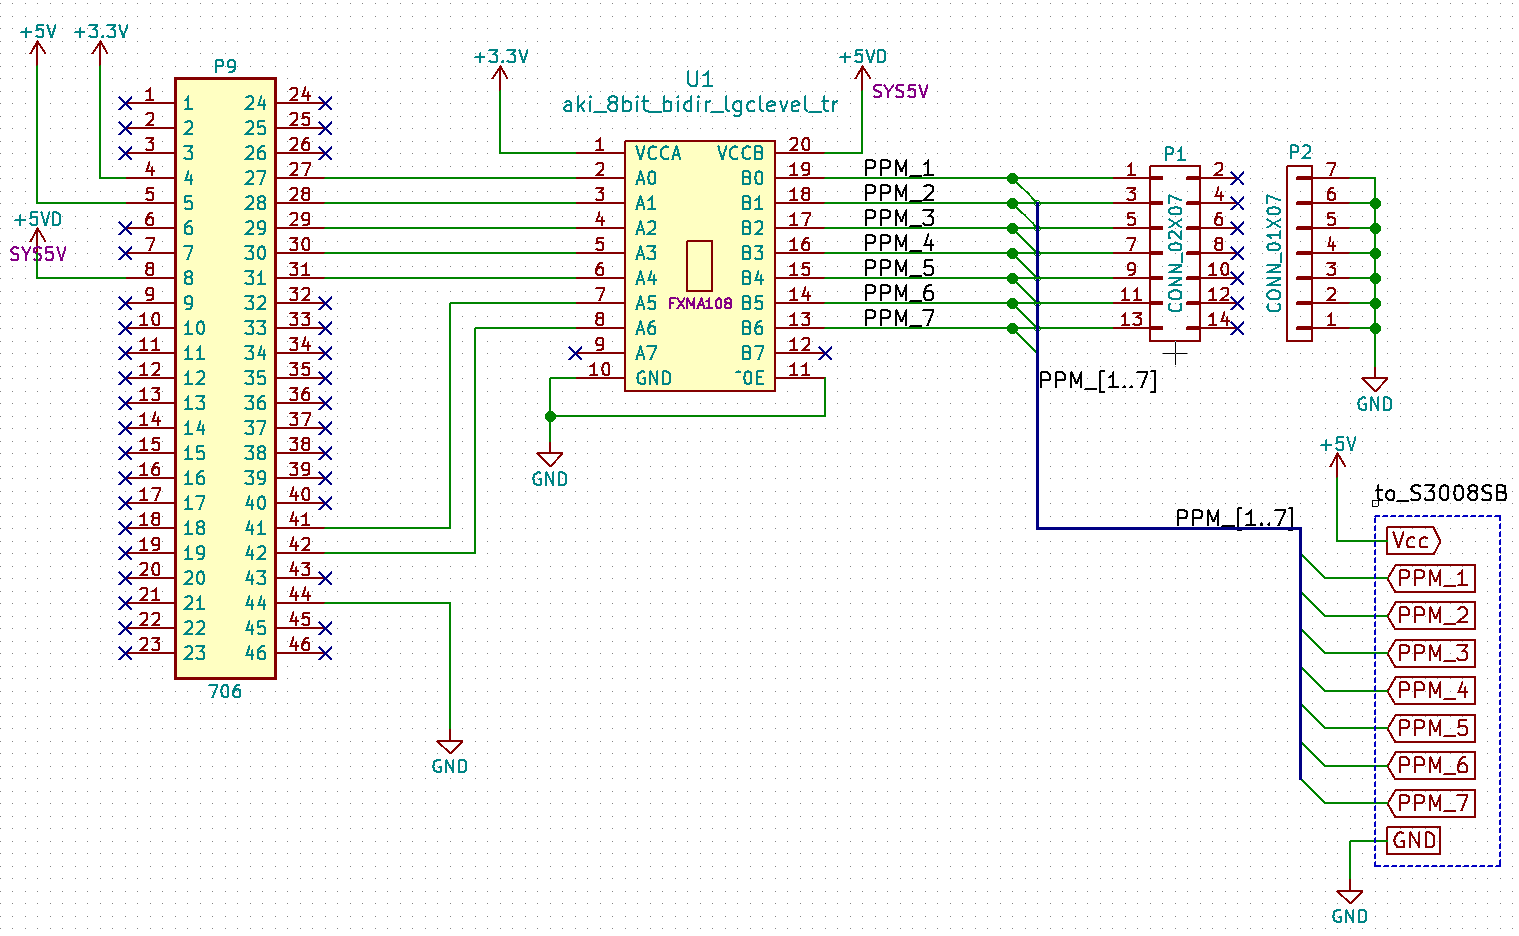 +5V
+3.3V
P9
1 1 24 24
2 2 25 25
3 3 26 26
4 4 27 27
5 5 28 28
+5VD
SYS5V
6 6 29 29
7 7 30 30
8 8 31 31
9 9 32 32
10 10 33 33
11 11 34 34
12 12 35 35
13 13 36 36
14 14 37 37
15 15 38 38
16 16 39 39
17 17 40 40
18 18 41 41
19 19 42 42
20 20 43 43
21 21 44 44
22 22 45 45
23 23 46 46
706
GND
+3.3V
U1
aki_8bit_bidir_lgclevel_tr
+5VD
SYS5V
1 VCCA VCCB 20
2 A0 B0 19 PPM_1
3 A1 B1 18 PPM_2
4 A2 B2 17 PPM_3
5 A3 B3 16 PPM_4
6 A4 B4 15 PPM_5
7 A5 B5 14 PPM_6
8 A6 B6 13 PPM_7
9 A7 B7 12
10 GND ~OE 11
FXMA108
GND
P1
1 2
3 4
5 6
7 8
9 10
11 12
13 14
CONN_02X07
P2
CONN_01X07
7
6
5
4
3
2
1
GND
PPM_[1..7]
PPM_[1..7]
+5V
to_S3008SB
Vcc
PPM_1
PPM_2
PPM_3
PPM_4
PPM_5
PPM_6
PPM_7
GND
GND